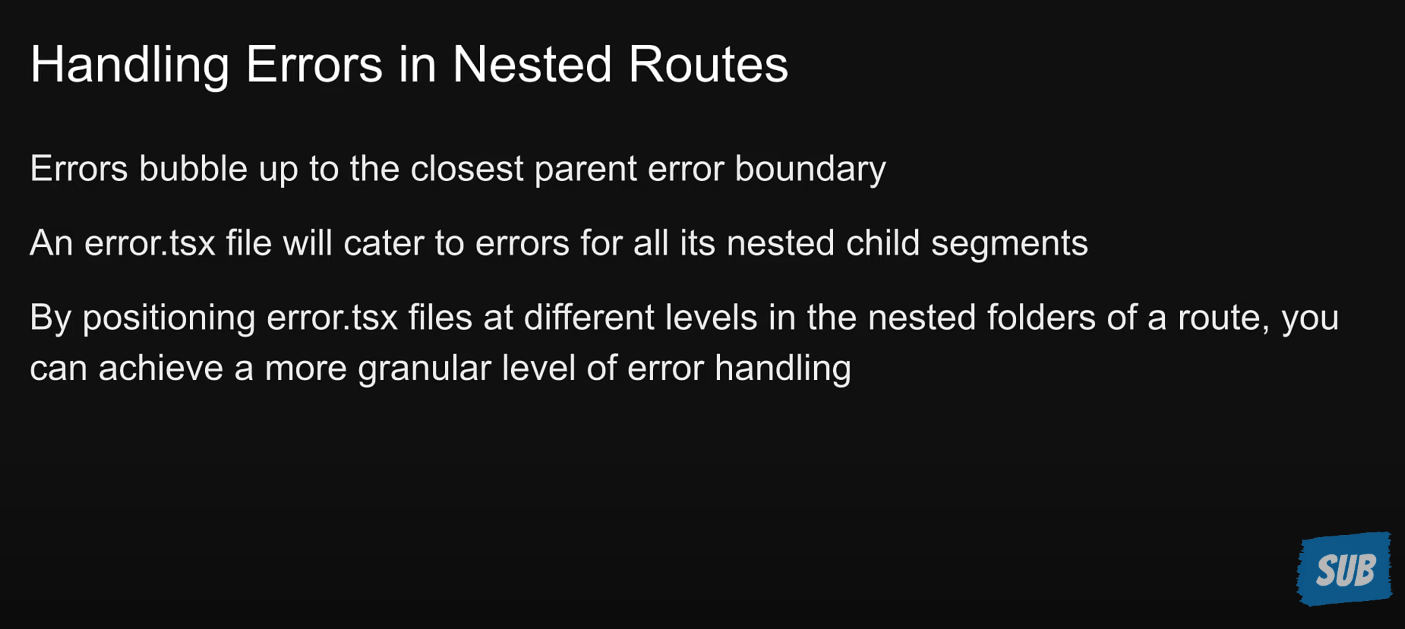 Handling Errors in Nested Routes
Errors bubble up to the closest parent error boundary
An error.tsx file will cater to errors for all its nested child segments
By positioning error.tsx files at different levels in the nested folders of a route, you
can achieve a more granular level of error handling
SUB